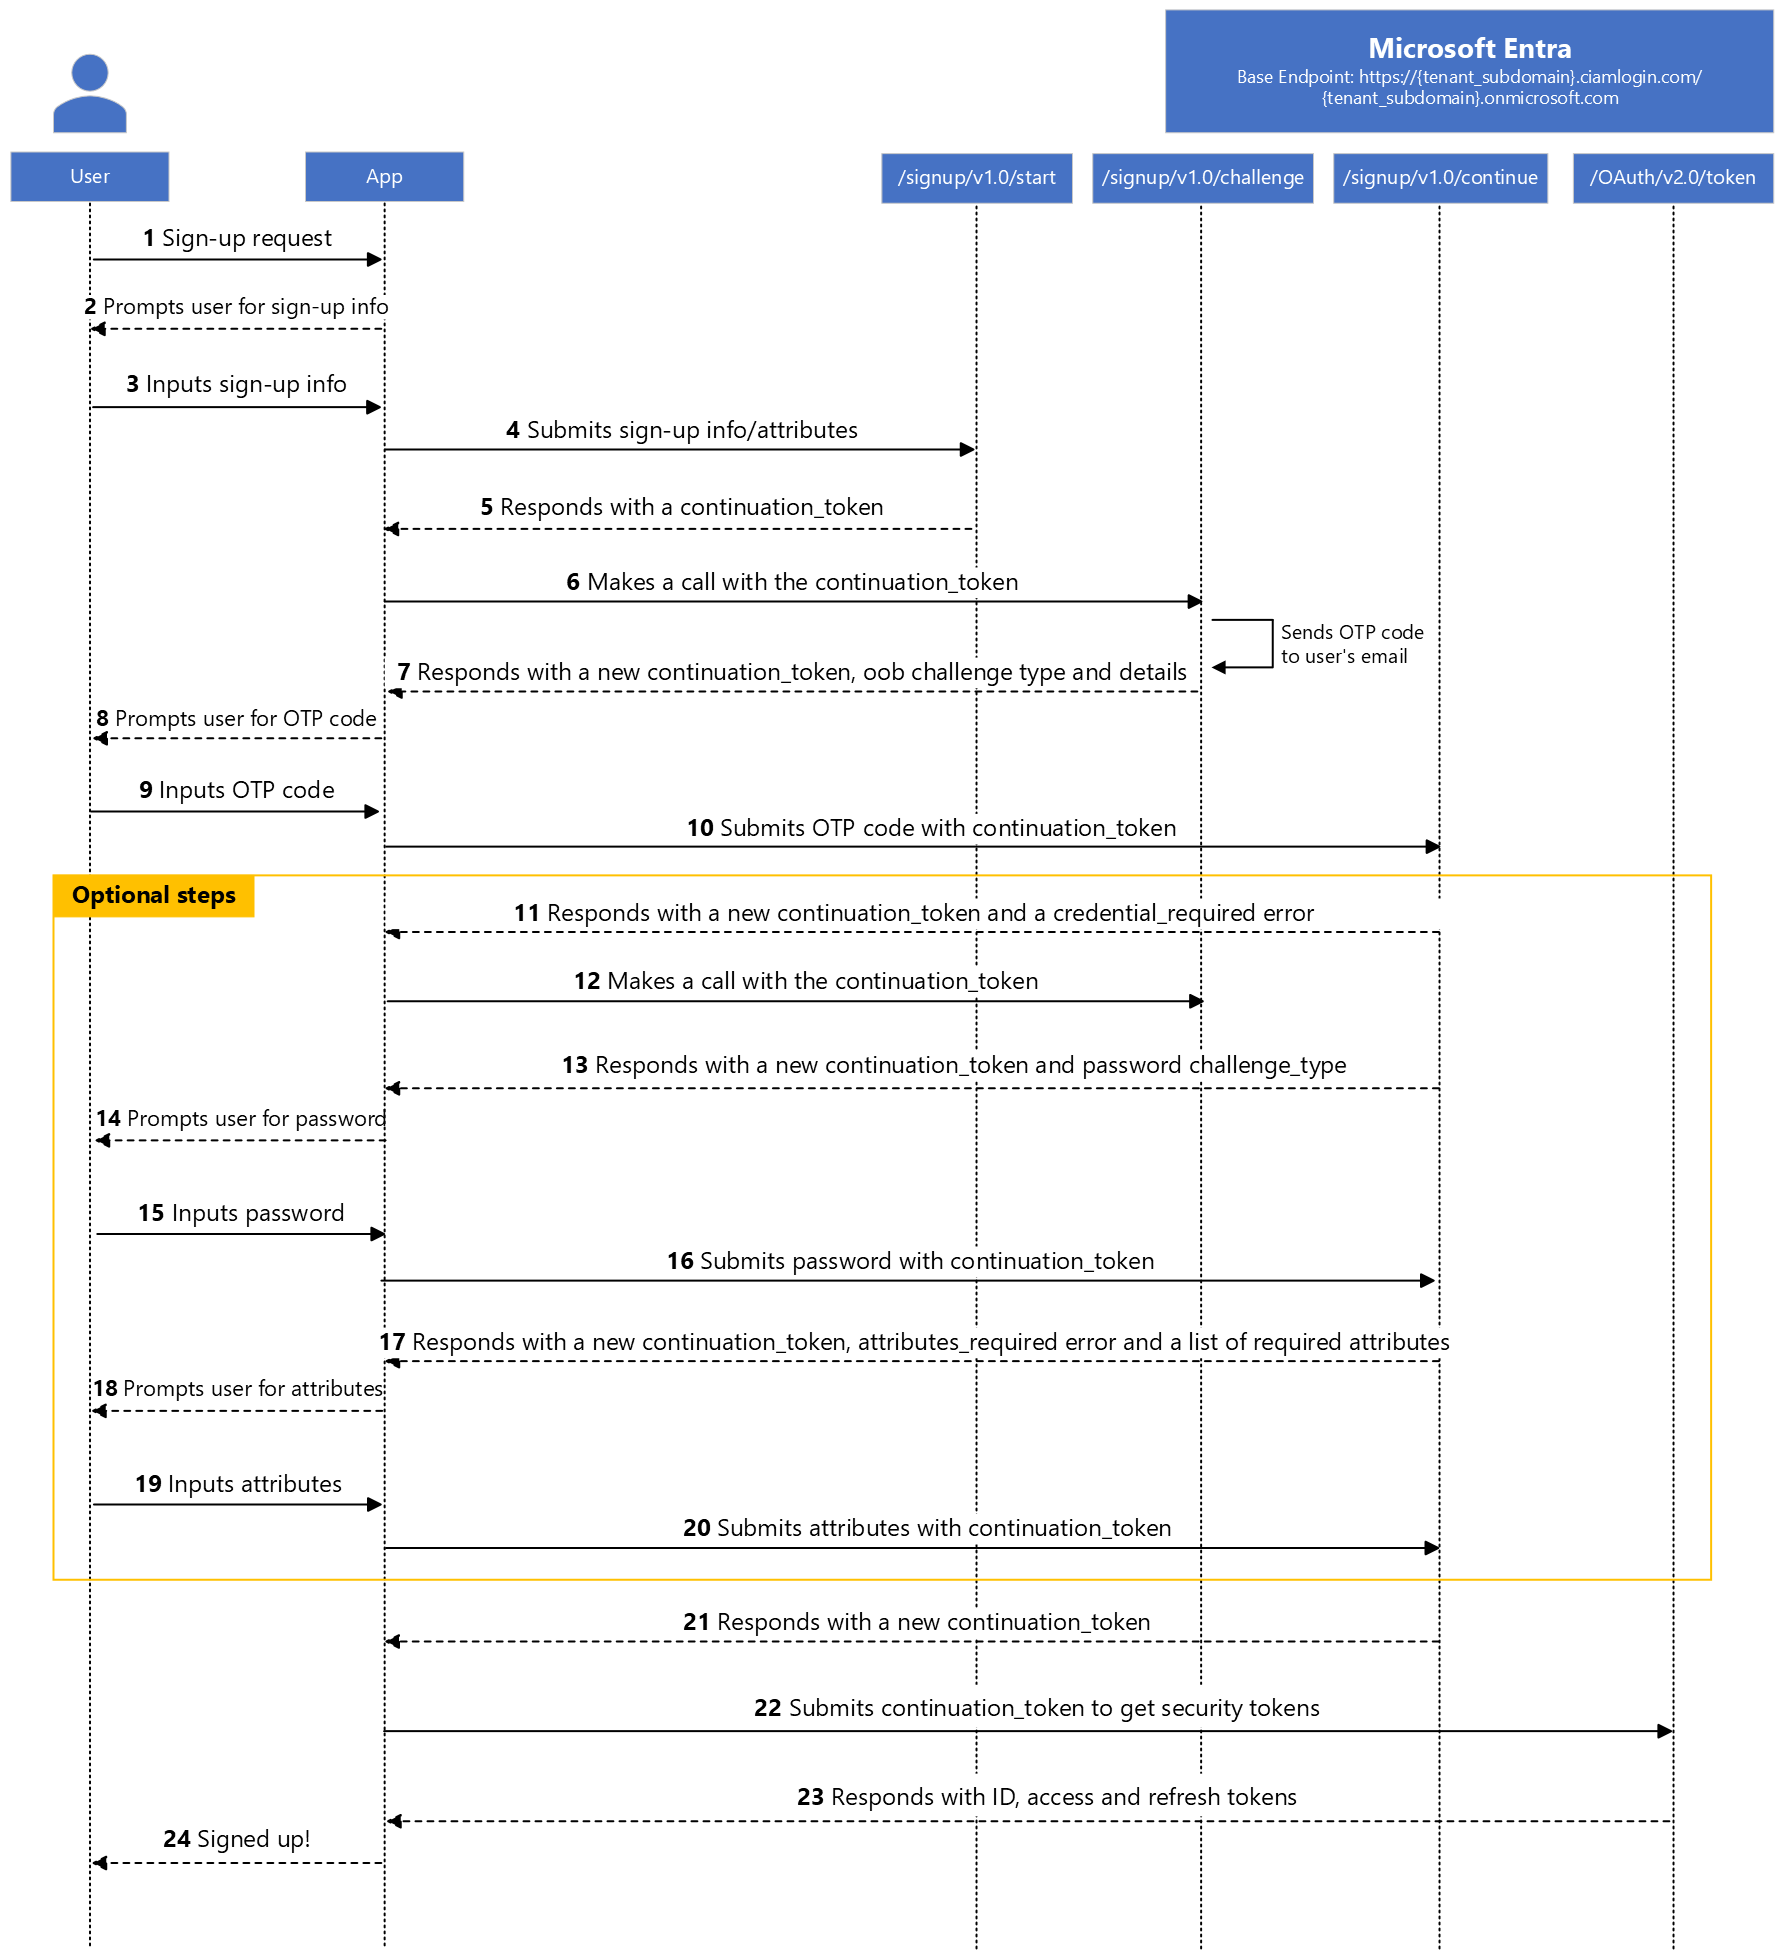 Microsoft Entra
Base Endpoint: https://{tenant_subdomain}.ciamlogin.com/
{tenant_subdomain}.onmicrosoft.com
User
App
/signup/v1.0/start
/signup/v1.0/challenge
/signup/v1.0/continue
/OAuth/v2.0/token
1 Sign-up request
2 Prompts user for sign-up info
3 Inputs sign-up info
4 Submits sign-up info/attributes
5 Responds with a continuation_token
6 Makes a call with the continuation_token
Sends OTP code
to user's email
7 Responds with a new continuation_token, oob challenge type and details
8 Prompts user for OTP code
9 Inputs OTP code
10 Submits OTP code with continuation_token
Optional steps
11 Responds with a new continuation_token and a credential_required error
12 Makes a call with the continuation_token
13 Responds with a new continuation_token and password challenge_type
14 Prompts user for password
15 Inputs password
16 Submits password with continuation_token
17 Responds with a new continuation_token, attributes_required error and a list of required attributes
18 Prompts user for attributes
19 Inputs attributes
20 Submits attributes with continuation_token
21 Responds with a new continuation_token
22 Submits continuation_token to get security tokens
23 Responds with ID, access and refresh tokens
24 Signed up!